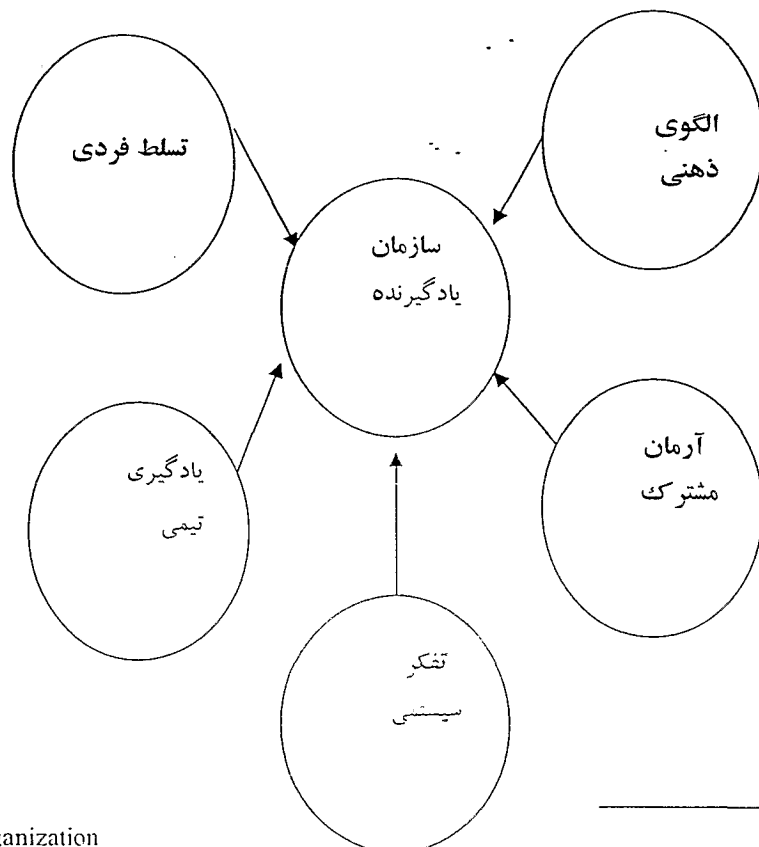 الگوی
ذهنی
تسلط فردی
سازمان
یادگیرنده
آرمان
مشترک
یادگیری
تیمی
تفکر
سیستمی
ganization